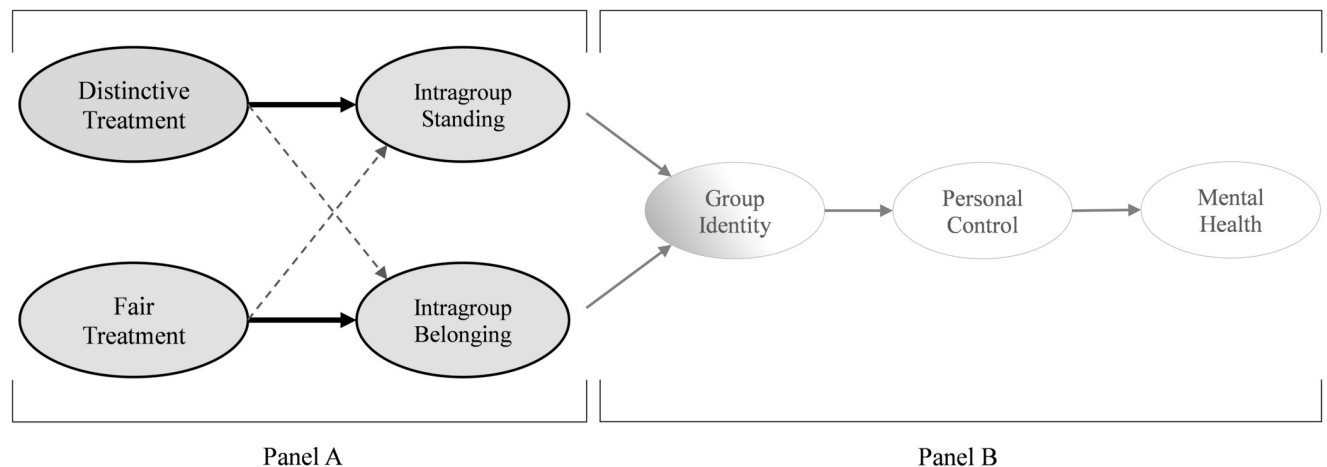 Distinctive
Treatment
Intragroup
Standing
Fair
Treatment
Intragroup
Belonging
Group
Identity
Personal
Control
Mental
Health
Panel A
Panel B